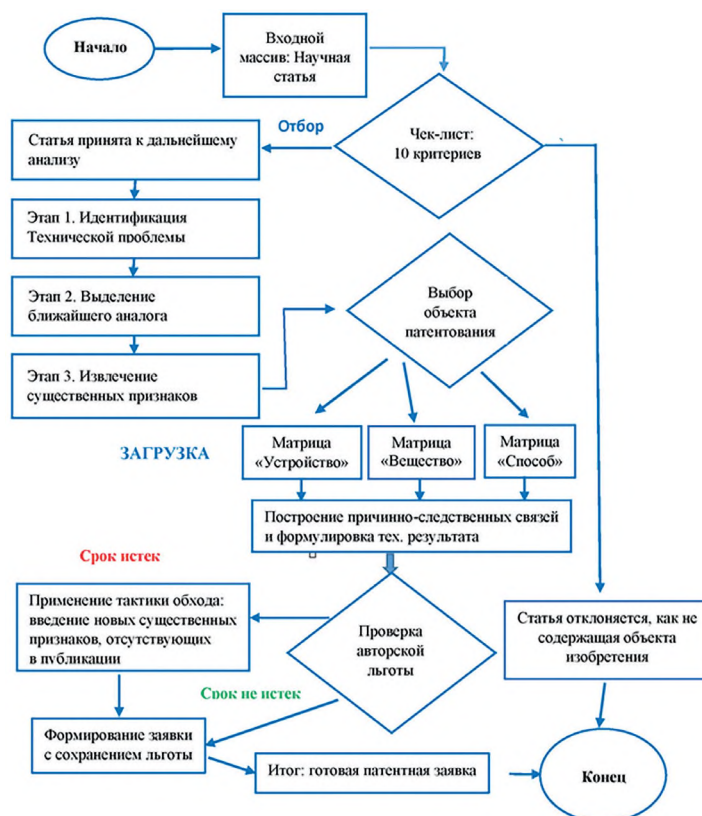 Начало
Входной
массив: Научная
статья
Чек-лист:
10 критериев
Отбор
Статья принята к дальнейшему
анализу
Этап 1. Идентификация
Технической проблемы
Этап 2. Выделение
ближайшего аналога
Этап 3. Извлечение
существенных признаков
Выбор
объекта
патентования
ЗАГРУЗКА
Матрица
«Устройство»
Матрица
«Вещество»
Матрица
«Способ»
Построение причинно-следственных связей
и формулировка тех. результата
Срок истек
Применение тактики обхода:
введение новых существенных
признаков, отсутствующих
в публикации
Проверка
авторской
льготы
Статья отклоняется, как не
содержащая объекта
изобретения
Срок не истек
Формирование заявки
с сохранением льготы
Итог: готовая патентная заявка
Конец